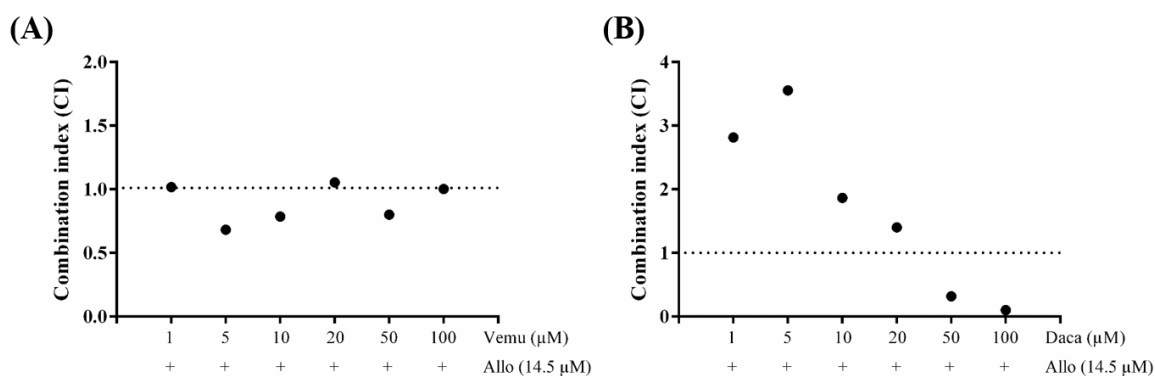 (A)
Combination index (CI)
2.0
1.5
1.0
0.5
0.0
1 5 10 20 50 100 Vemu (µM)
+ + + + + + Allo (14.5 µM)
(B)
Combination index (CI)
4
3
2
1
0
1 5 10 20 50 100 Daca (µM)
+ + + + + + Allo (14.5 µM)